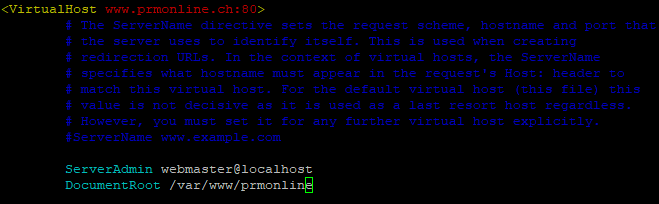 <VirtualHost www.prmonline.ch:80>
# The ServerName directive sets the request scheme, hostname and port that
# the server uses to identify itself. This is used when creating
# redirection URLs. In the context of virtual hosts, the ServerName
# specifies what hostname must appear in the request's Host: header to
# match this virtual host. For the default virtual host (this file) this
# value is not decisive as it is used as a last resort host regardless.
# However, you must set it for any further virtual host explicitly.
#ServerName www.example.com
ServerAdmin webmaster@localhost
DocumentRoot /var/www/prmonline